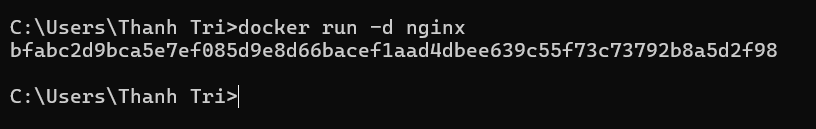 C:\Users\Thanh Tri>docker run -d nginx
bfabc2d9bca5e7ef085d9e8d66bacef1aad4dbee639c55f73c73792b8a5d2f98
C:\Users\Thanh Tri>